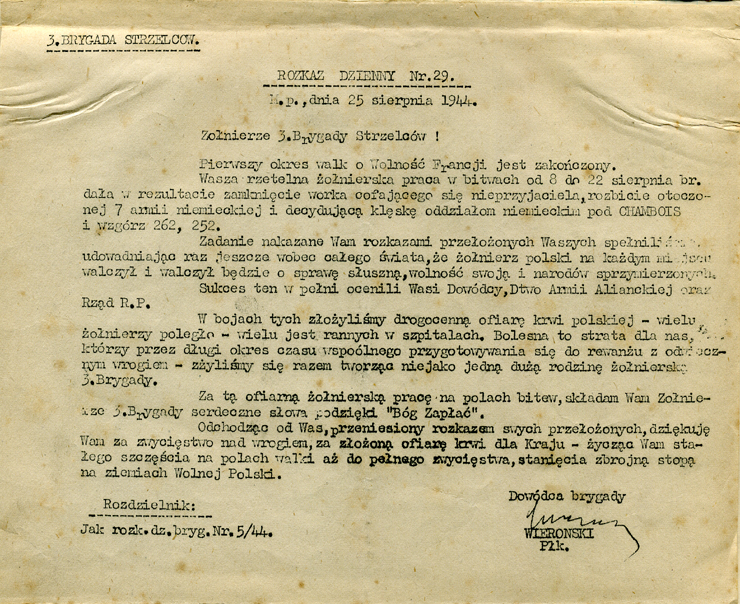 3.BRYGADA STRZELCOW.
ROZKAZ DZIENNY Nr.29.
M.p.,dnia 25 sierpnia 1944.
Zołnierze 3.Brygady Strzelców !
Pierwszy okres walk o Wolność Francji jest zakończony.
Wasza rzetelna żołnierska praca w bitwach od 8 do 22 sierpnia br.
dała w rezultacie zamknięcie worka cofającego się nieprzyjaciela,rozbicie otoczo-
nej 7 armii niemieckiej i decydującą klęskę oddziałom niemieckim pod CHAMBOIS
i wzgórz 262, 252.
Zadanie nakazane Wam rozkazami przełożonych Waszych spełnili
udowadniając raz jeszcze wobec całego świata,że żołnierz polski na każdym miejscu
walczył i walczył będzie o sprawę słuszną,wolność swoją i narodów sprzymierzonych.
Sukces ten w pełni ocenili Wasi Dowódcy,Dtwo Armii Alianckiej oraz
Rząd R.P.
W bojach tych złożyliśmy drogocenną ofiarę krwi polskiej - wielu
żołnierzy poległo - wielu jest rannych w szpitalach. Bolesna to strata dla nas,
którzy przez długi okres czasu wspólnego przygotowywania się do rewanżu z odwiecz-
nym wrogiem - zżyliśmy się razem tworząc niejako jedną dużą rodzinę żołnierską
3.Brygady.
Za tą ofiarną żołnierską pracę na polach bitew,składam Wam Zołnie-
rze 3.Brygady serdeczne słowa podzięki "Bóg Zapłać".
Odchodząc od Was,przeniesiony rozkazem swych przełożonych,dziękuję
Wam za zwycięstwo nad wrogiem,za złożoną ofiarę krwi dla Kraju - życząc Wam sta-
łego szczęścia na polach walki aż do pełnego zwycięstwa,stanięcia zbrojną stopą
na ziemiach Wolnej Polski.
Dowódca brygady
Rozdzielnik:
Jak rozk.dz.bryg.Nr.5/44.
WIEROŃSKI
Płk.